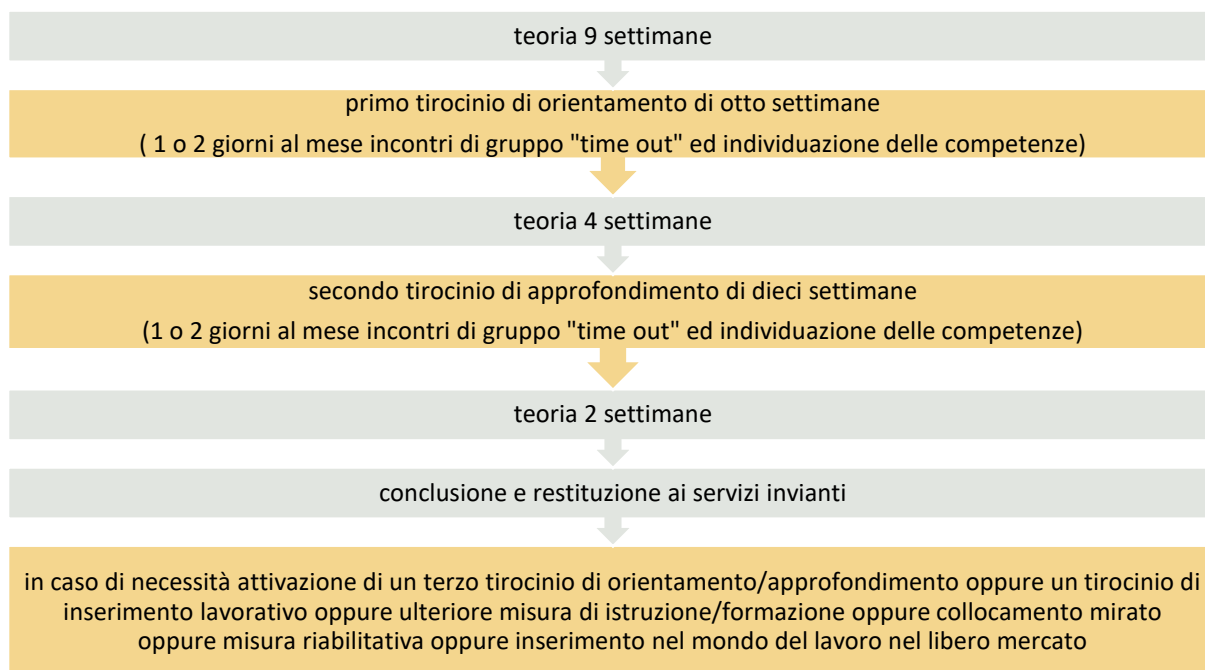 teoria 9 settimane
primo tirocinio di orientamento di otto settimane
( 1 o 2 giorni al mese incontri di gruppo "time out" ed individuazione delle competenze)
teoria 4 settimane
secondo tirocinio di approfondimento di dieci settimane
(1 o 2 giorni al mese incontri di gruppo "time out" ed individuazione delle competenze)
teoria 2 settimane
conclusione e restituzione ai servizi invianti
in caso di necessità attivazione di un terzo tirocinio di orientamento/approfondimento oppure un tirocinio di
inserimento lavorativo oppure ulteriore misura di istruzione/formazione oppure collocamento mirato
oppure misura riabilitativa oppure inserimento nel mondo del lavoro nel libero mercato